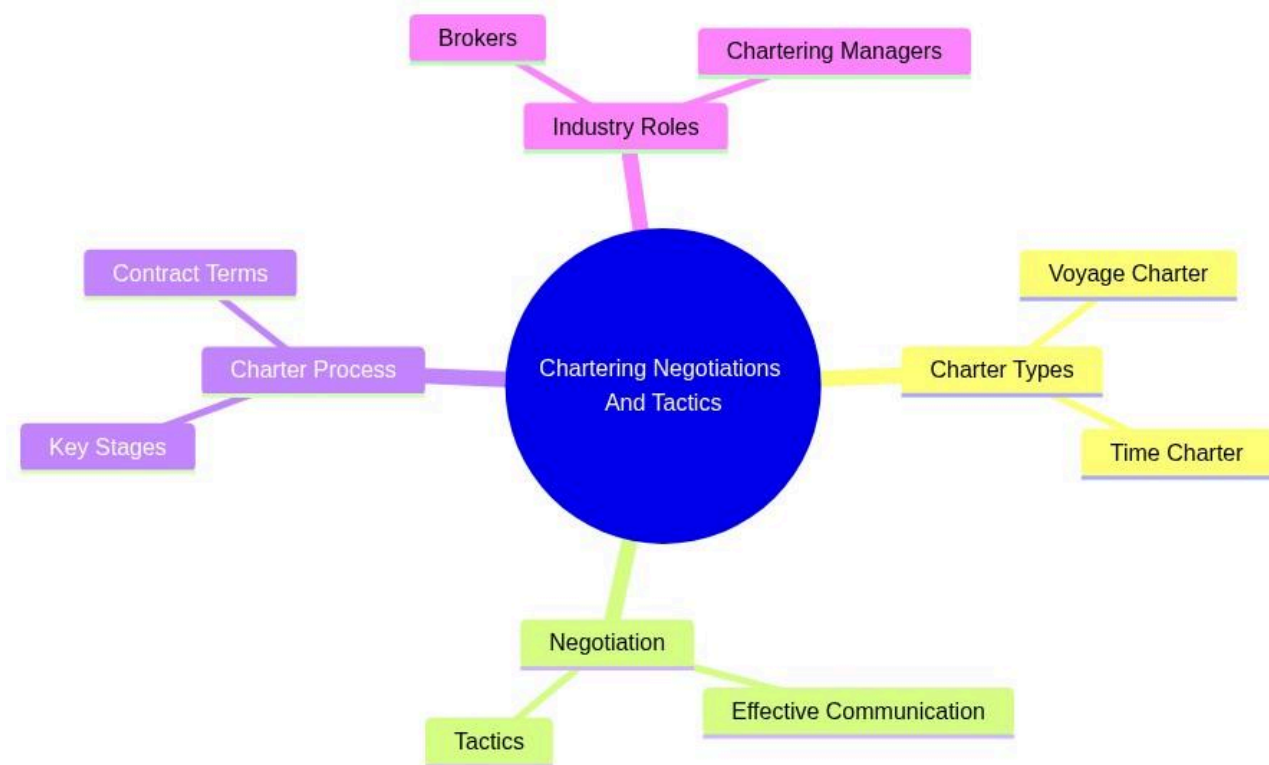 Brokers
Chartering Managers
Industry Roles
Contract Terms
Voyage Charter
Charter Process
Chartering Negotiations
And Tactics
Charter Types
Key Stages
Time Charter
Negotiation
Effective Communication
Tactics